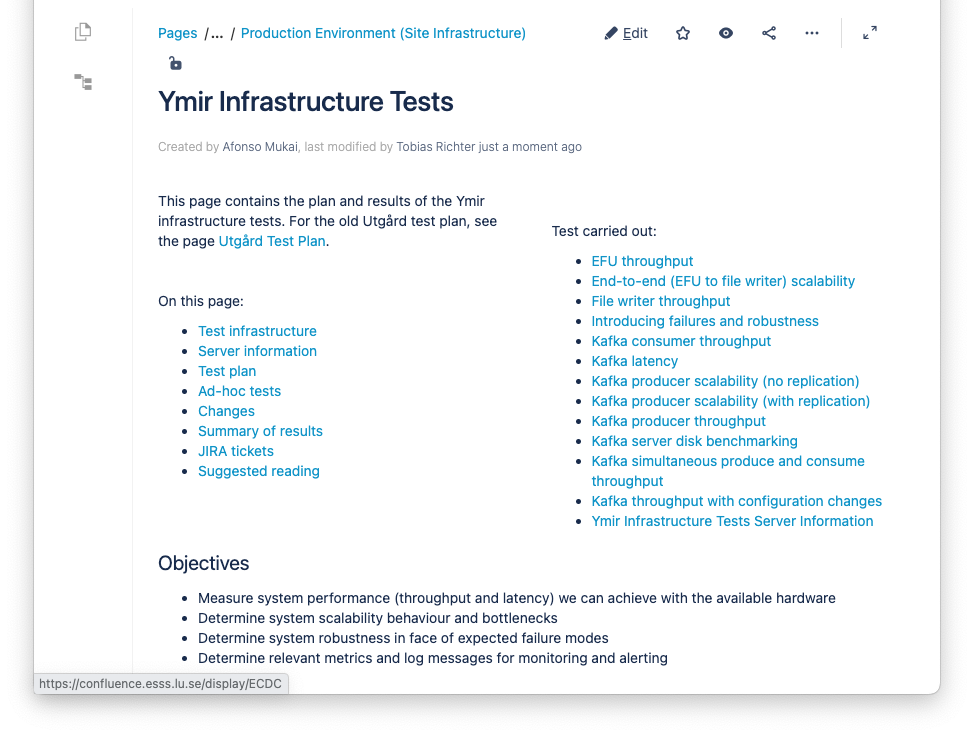 Pages /... / Production Environment (Site Infrastructure)
Edit
Ymir Infrastructure Tests
Created by Afonso Mukai, last modified by Tobias Richter just a moment ago
This page contains the plan and results of the Ymir
infrastructure tests. For the old Utgård test plan, see
the page Utgård Test Plan.
On this page:
• Test infrastructure
• Server information
• Test plan
• Ad-hoc tests
• Changes
• Summary of results
• JIRA tickets
• Suggested reading
Test carried out:
• EFU throughput
• End-to-end (EFU to file writer) scalability
• File writer throughput
• Introducing failures and robustness
• Kafka consumer throughput
• Kafka latency
• Kafka producer scalability (no replication)
• Kafka producer scalability (with replication)
• Kafka producer throughput
• Kafka server disk benchmarking
• Kafka simultaneous produce and consume
throughput
• Kafka throughput with configuration changes
• Ymir Infrastructure Tests Server Information
Objectives
• Measure system performance (throughput and latency) we can achieve with the available hardware
• Determine system scalability behaviour and bottlenecks
• Determine system robustness in face of expected failure modes
• Determine relevant metrics and log messages for monitoring and alerting
https://confluence.esss.lu.se/display/ECDC